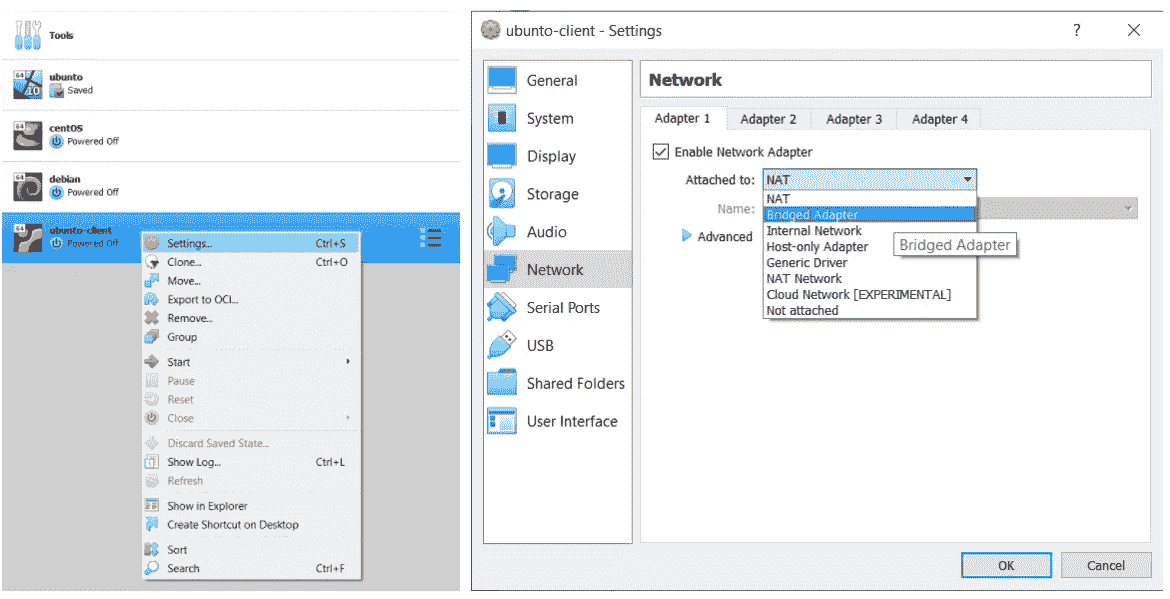 Tools
64
10
ubunto
Saved
64
centOS
Powered Off
64
debian
Powered Off
64
ubunto-client
Powered Off
Settings... Ctrl+S
Clone... Ctrl+O
Move...
Export to OCI...
Remove...
Group
Start
Pause
Reset
Close
Discard Saved State...
Show Log... Ctrl+L
Refresh
Show in Explorer
Create Shortcut on Desktop
Sort
Search Ctrl+F
ubunto-client - Settings ?
General
System
Display
Storage
Audio
Network
Serial Ports
USB
Shared Folders
User Interface
Network
Adapter 1 Adapter 2 Adapter 3 Adapter 4
Enable Network Adapter
Attached to: NAT
Name:
Advanced
NAT
Bridged Adapter
Internal Network
Host-only Adapter
Generic Driver
NAT Network
Cloud Network [EXPERIMENTAL]
Not attached
Bridged Adapter
OK Cancel